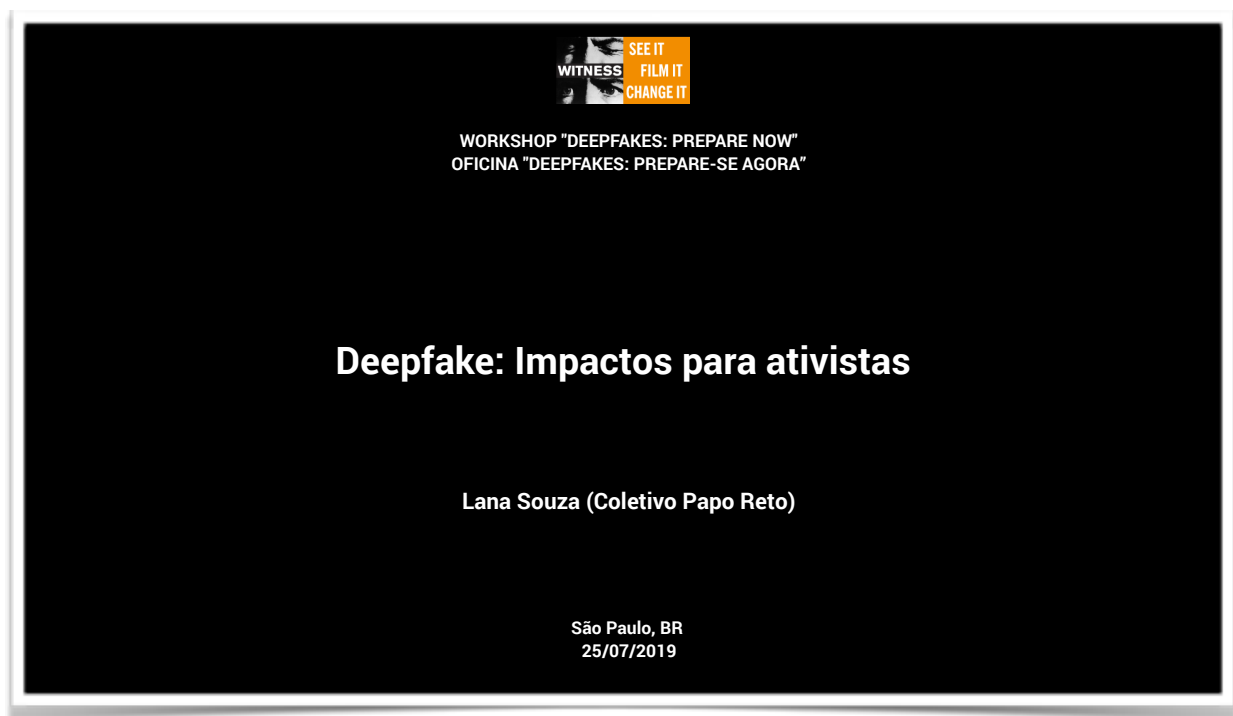 WITNESS
SEE IT
FILM IT
CHANGE IT
WORKSHOP "DEEPFAKES: PREPARE NOW"
OFICINA "DEEPFAKES: PREPARE-SE AGORA”
Deepfake: Impactos para ativistas
Lana Souza (Coletivo Papo Reto)
São Paulo, BR
25/07/2019